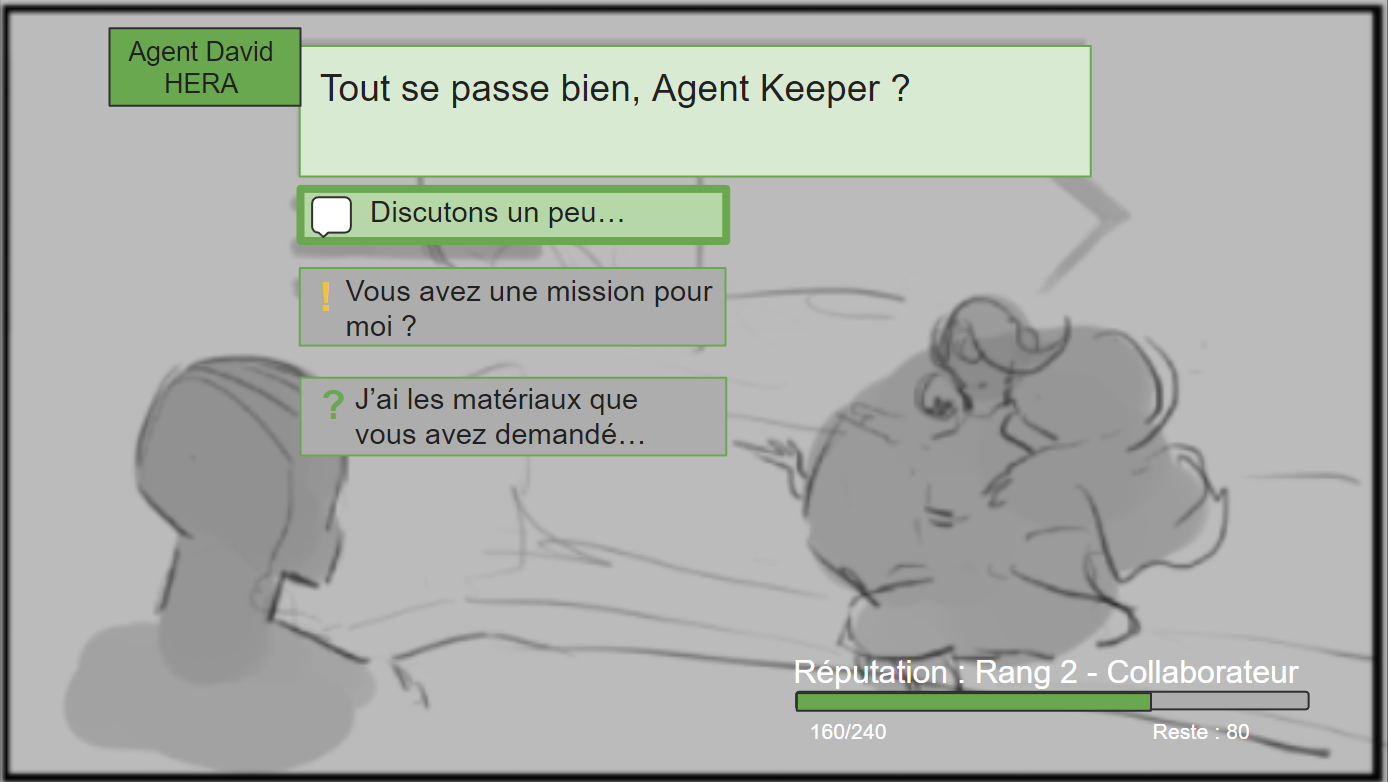 Agent David
HERA
Tout se passe bien, Agent Keeper ?
Discutons un peu…
! Vous avez une mission pour
moi ?
? J’ai les matériaux que
vous avez demandé…
Réputation : Rang 2 - Collaborateur
160/240
Reste : 80